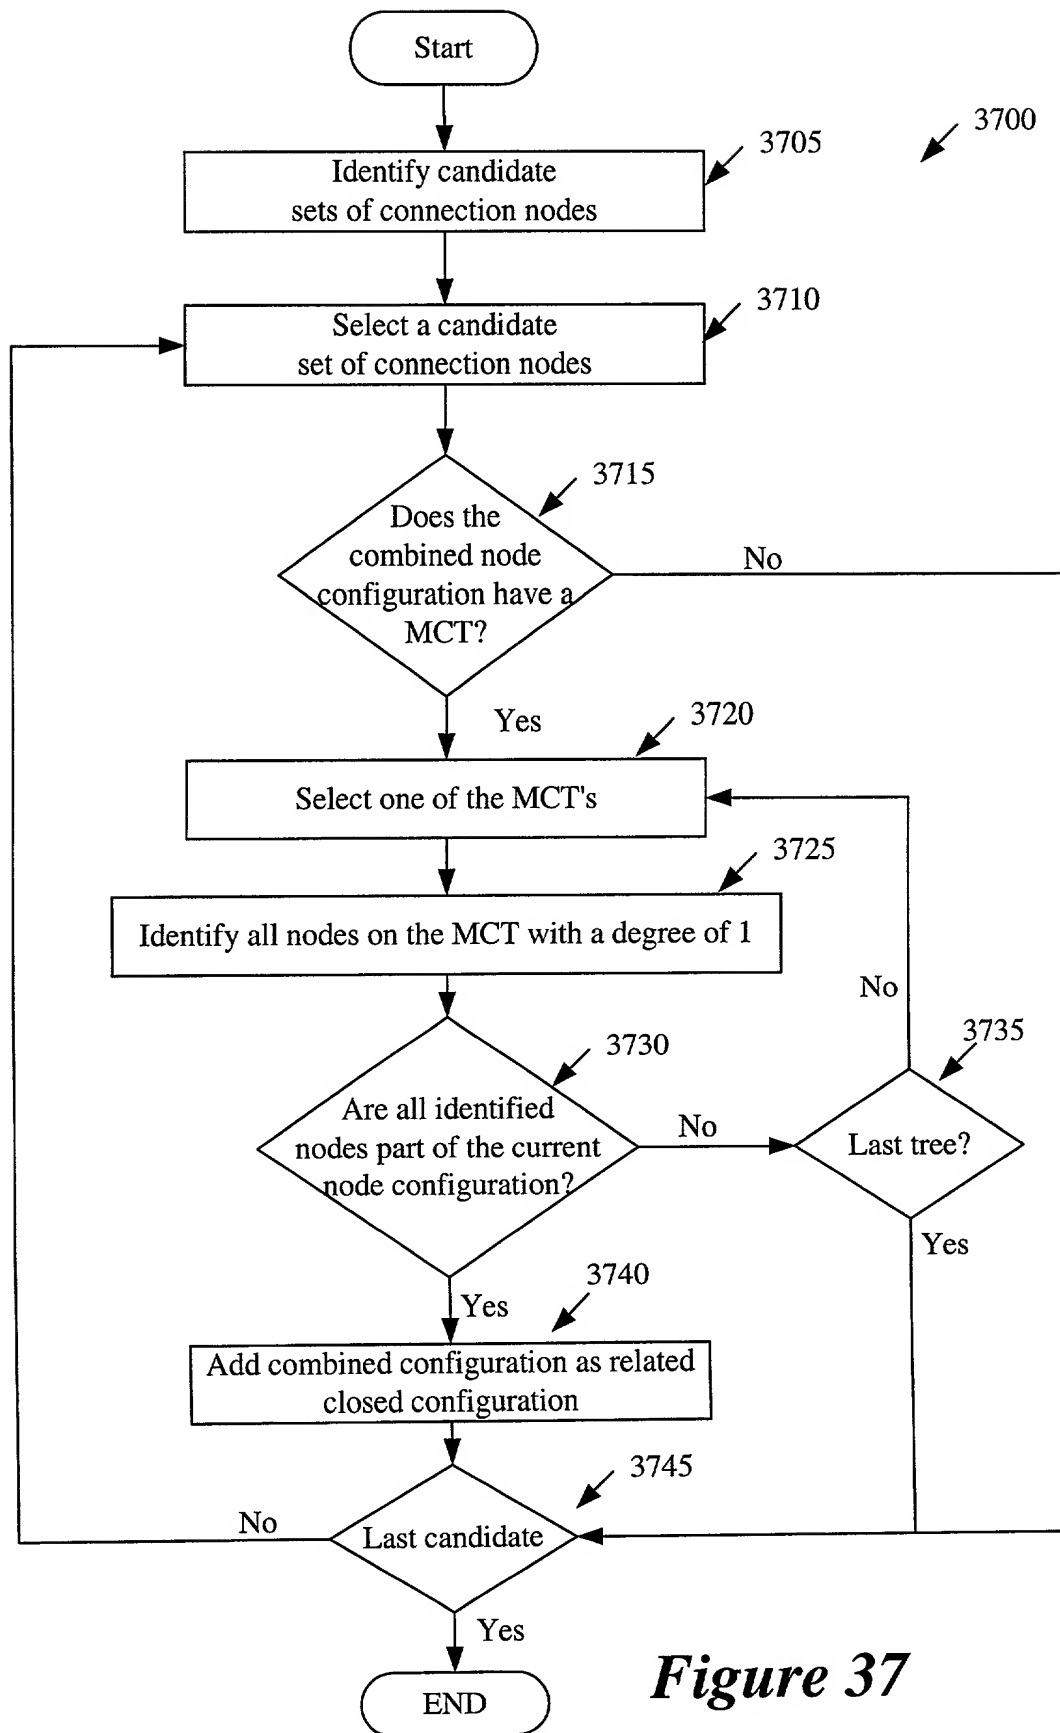 Start
3700
3705
Identify candidate
sets of connection nodes
3710
Select a candidate
set of connection nodes
3715
Does the
combined node
configuration have a
MCT?
No
Yes
3720
Select one of the MCT's
3725
Identify all nodes on the MCT with a degree of 1
No
3730
3735
Are all identified
nodes part of the current
node configuration?
No
Last tree?
Yes
3740
Yes
Add combined configuration as related
closed configuration
3745
No
Last candidate
Yes
END
Figure 37